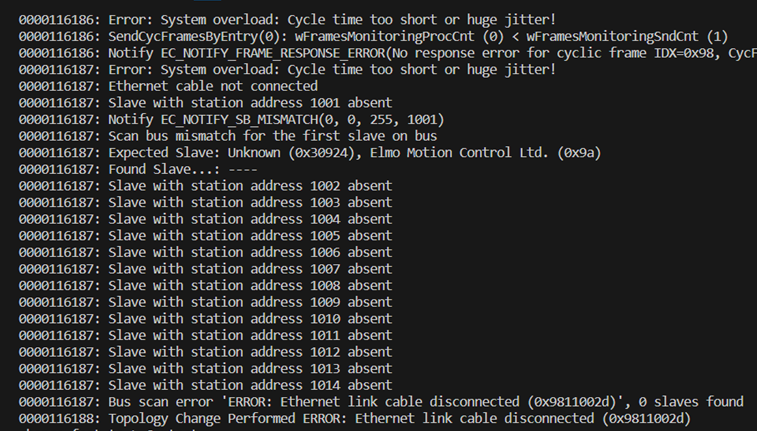 0000116186: Error: System overload: Cycle time too short or huge jitter!
0000116186: SendCycFramesByEntry(0): wFramesMonitoringProcCnt (0) < wFramesMonitoringSndCnt (1)
0000116186: Notify EC_NOTIFY_FRAME_RESPONSE_ERROR(No response error for cyclic frame IDX=0x98, CycF
0000116187: Error: System overload: Cycle time too short or huge jitter!
0000116187: Ethernet cable not connected
0000116187: Slave with station address 1001 absent
0000116187: Notify EC_NOTIFY_SB_MISMATCH(0, 0, 255, 1001)
0000116187: Scan bus mismatch for the first slave on bus
0000116187: Expected Slave: Unknown (0x30924), Elmo Motion Control Ltd. (0x9a)
0000116187: Found Slave...: ----
0000116187: Slave with station address 1002 absent
0000116187: Slave with station address 1003 absent
0000116187: Slave with station address 1004 absent
0000116187: Slave with station address 1005 absent
0000116187: Slave with station address 1006 absent
0000116187: Slave with station address 1007 absent
0000116187: Slave with station address 1008 absent
0000116187: Slave with station address 1009 absent
0000116187: Slave with station address 1010 absent
0000116187: Slave with station address 1011 absent
0000116187: Slave with station address 1012 absent
0000116187: Slave with station address 1013 absent
0000116187: Slave with station address 1014 absent
0000116187: Bus scan error 'ERROR: Ethernet link cable disconnected (0x9811002d)', 0 slaves found
0000116188: Topology Change Performed ERROR: Ethernet link cable disconnected (0x9811002d)